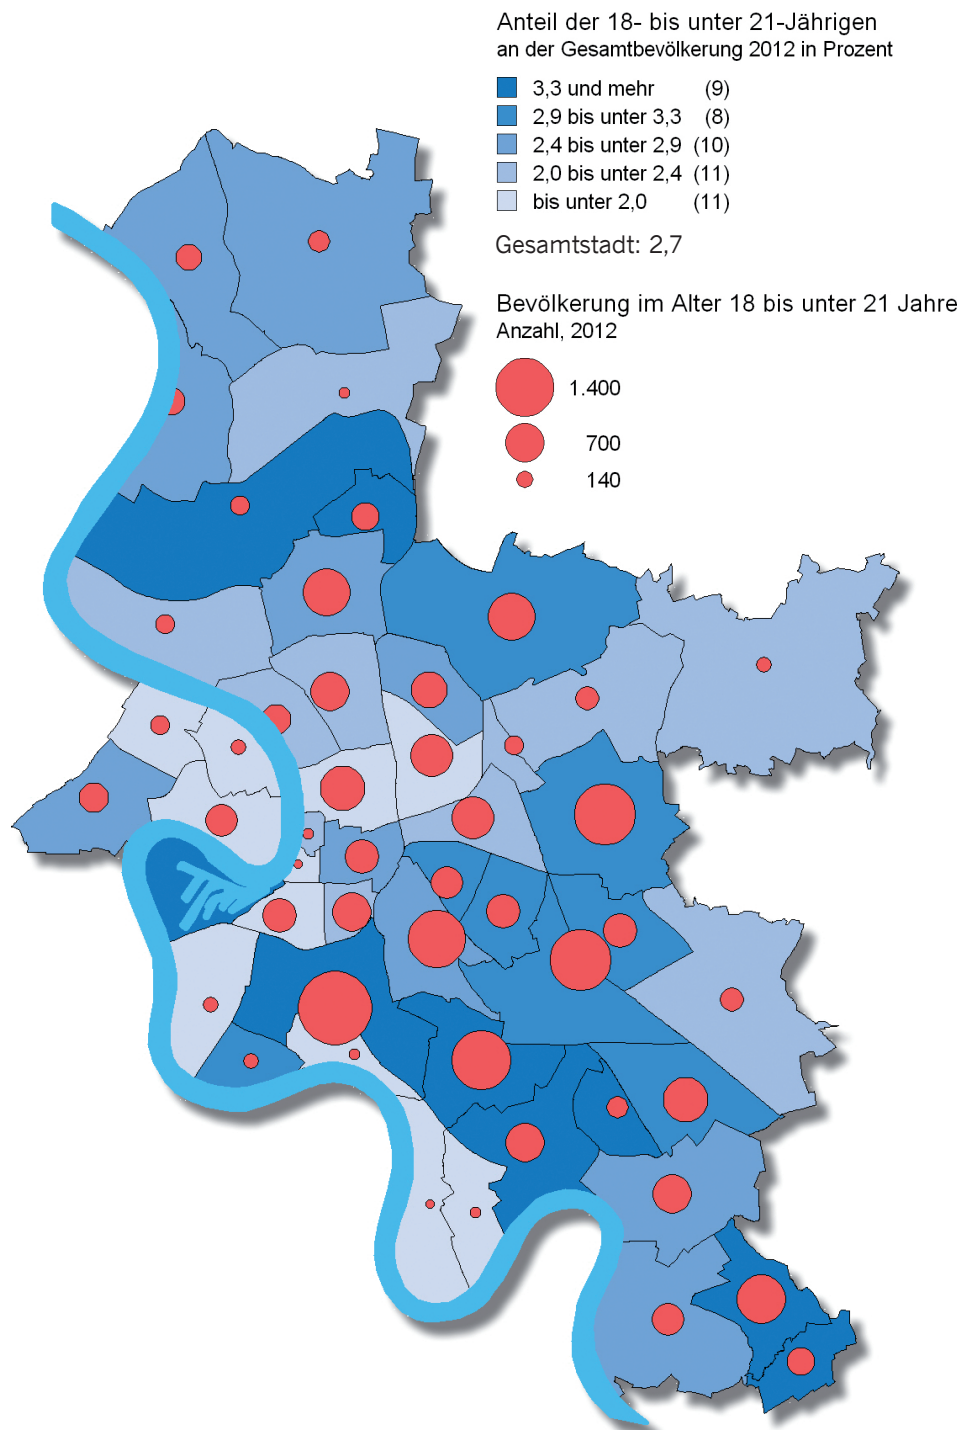 Anteil der 18- bis unter 21-Jährigen
an der Gesamtbevölkerung 2012 in Prozent
3,3 und mehr (9)
2,9 bis unter 3,3 (8)
2,4 bis unter 2,9 (10)
2,0 bis unter 2,4 (11)
bis unter 2,0 (11)
Gesamtstadt: 2,7
Bevölkerung im Alter 18 bis unter 21 Jahre
Anzahl, 2012
1.400
700
140